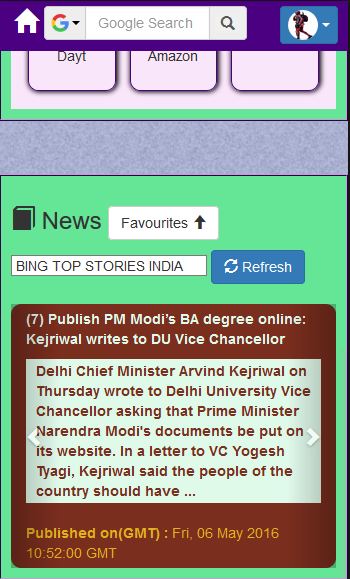 Google Search
Dayt
Amazon
News
Favourites
BING TOP STORIES INDIA
Refresh
(7) Publish PM Modi's BA degree online:
Kejriwal writes to DU Vice Chancellor
Delhi Chief Minister Arvind Kejriwal on
Thursday wrote to Delhi University Vice
Chancellor asking that Prime Minister
Narendra Modi's documents be put on
its website. In a letter to VC Yogesh
Tyagi, Kejriwal said the people of the
country should have ...
Published on(GMT) : Fri, 06 May 2016
10:52:00 GMT